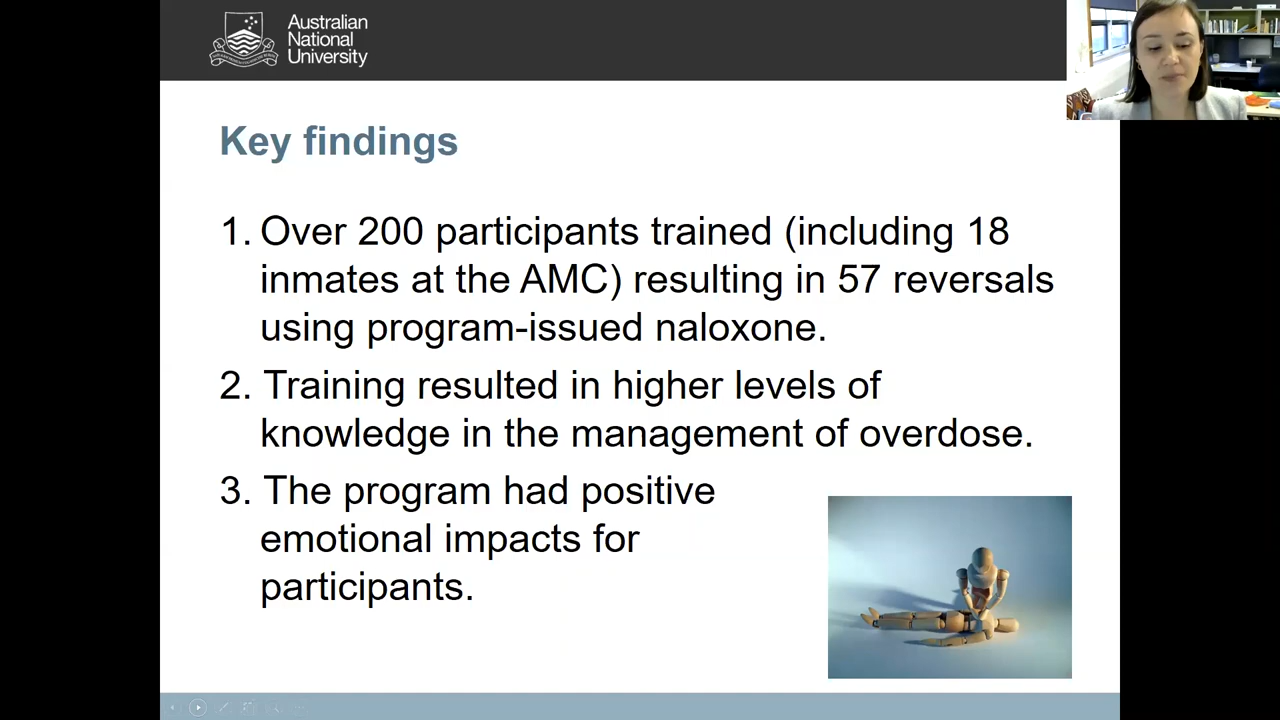 Australian
National
University
Key findings
1. Over 200 participants trained (including 18
inmates at the AMC) resulting in 57 reversals
using program-issued naloxone.
2. Training resulted in higher levels of
knowledge in the management of overdose.
3. The program had positive
emotional impacts for
participants.